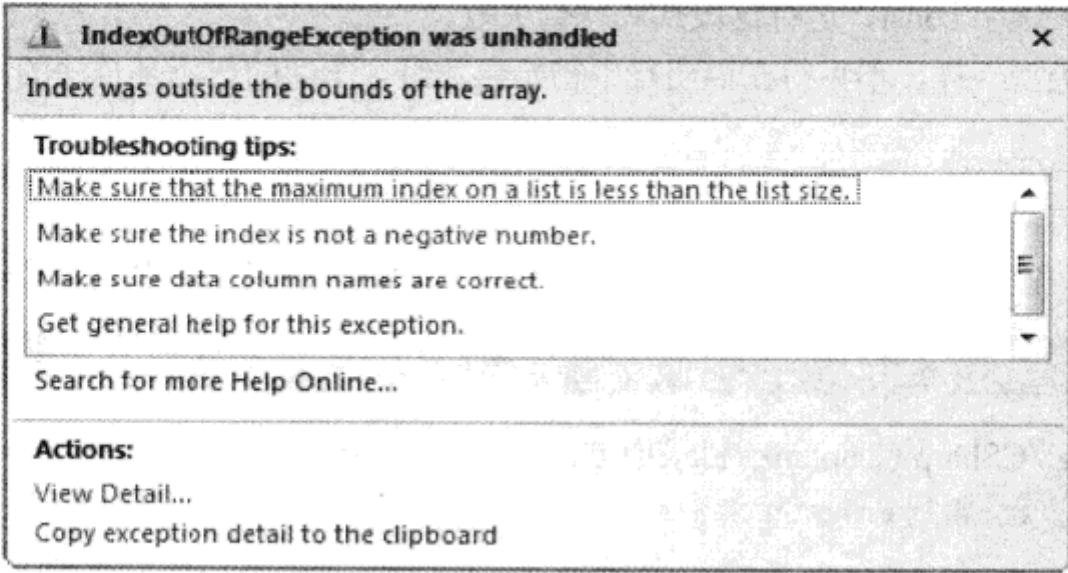 IndexOutOfRangeException was unhandled
Index was outside the bounds of the array.
Troubleshooting tips:
Make sure that the maximum index on a list is less than the list size.
Make sure the index is not a negative number.
Make sure data column names are correct.
Get general help for this exception.
Search for more Help Online...
Actions:
View Detail...
Copy exception detail to the clipboard